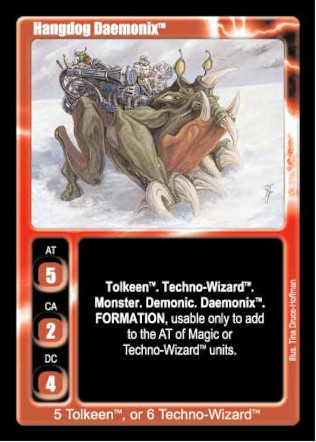 Hangdog Daemonix™
AT
5
CA
2
DC
4
Tolkeen™. Techno-Wizard™.
Monster. Demonic. Daemonix™.
FORMATION, usable only to add
to the AT of Magic or
Techno-Wizard™ units.
Illus. Tina Druce-Hoffman
5 Tolkeen™, or 6 Techno-Wizard™